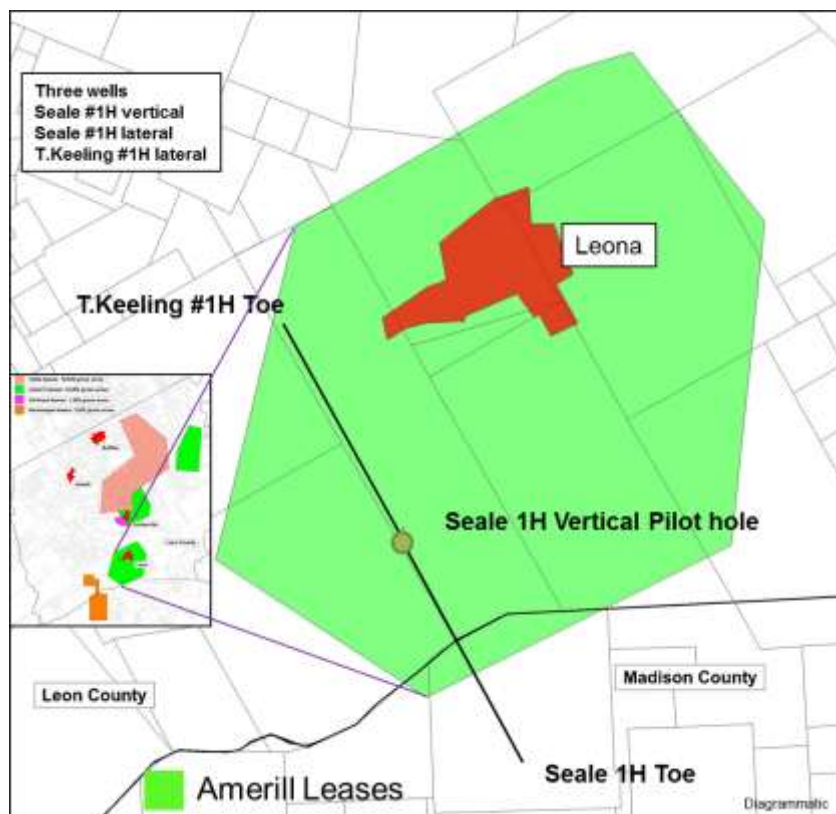 Three wells
Seale #1H vertical
Seale #1H lateral
T.Keeling #1H lateral
Leona
T.Keeling #1H Toe
Seale 1H Vertical Pilot hole
Leon County
Madison County
Seale 1H Toe
Amerill Leases
Diagrammatic